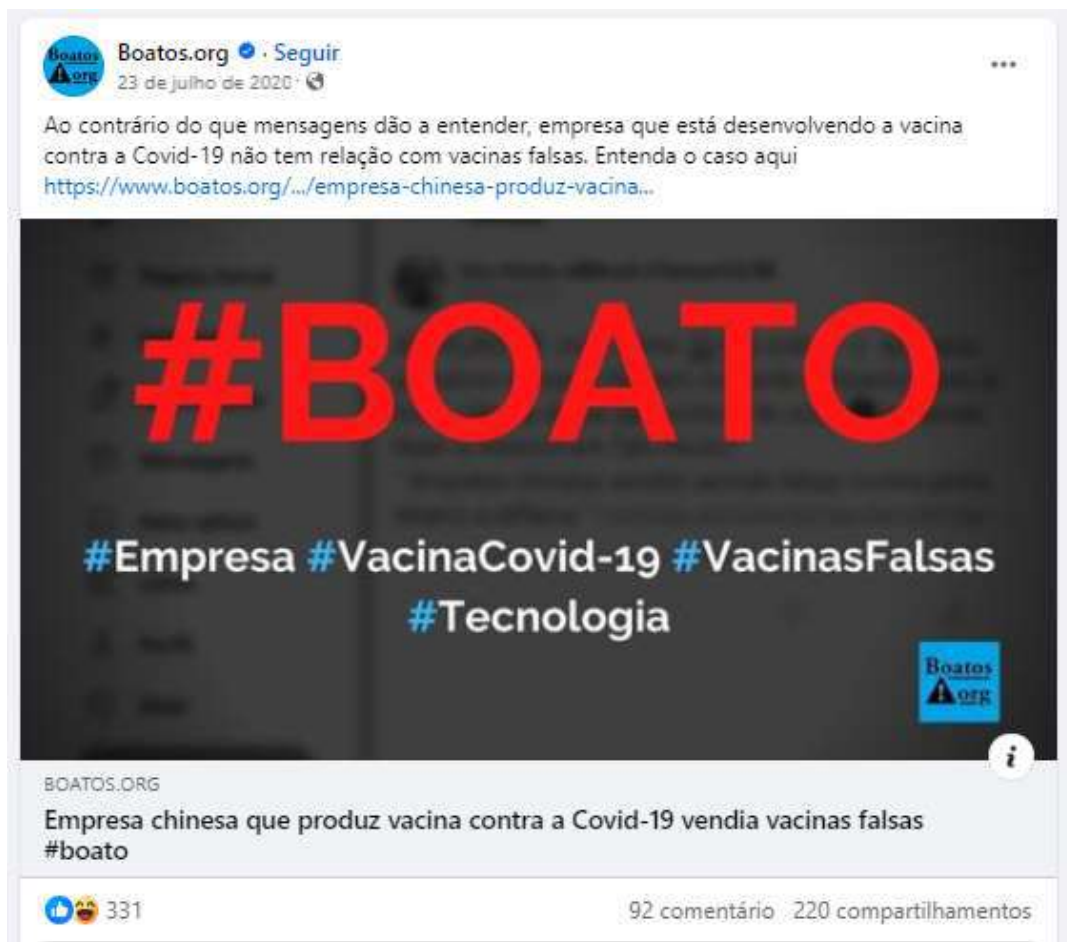 Boatos.org · Seguir
23 de julho de 2020 ·
...
Ao contrário do que mensagens dão a entender, empresa que está desenvolvendo a vacina
contra a Covid-19 não tem relação com vacinas falsas. Entenda o caso aqui
https://www.boatos.org/.../empresa-chinesa-produz-vacina...
#BOATO
#Empresa #VacinaCovid-19 #VacinasFalsas
#Tecnologia
Boatos
.org
i
BOATOS.ORG
Empresa chinesa que produz vacina contra a Covid-19 vendia vacinas falsas
#boato
331
92 comentário 220 compartilhamentos